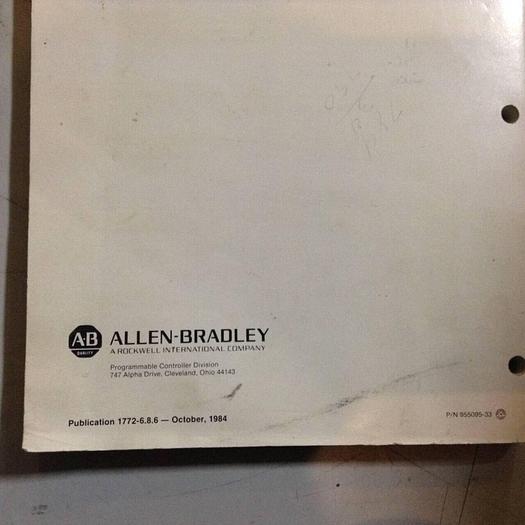 A-B
QUALITY
ALLEN-BRADLEY
A ROCKWELL INTERNATIONAL COMPANY
Programmable Controller Division
747 Alpha Drive, Cleveland, Ohio 44143
Publication 1772-6.8.6 — October, 1984
P/N 955095-33